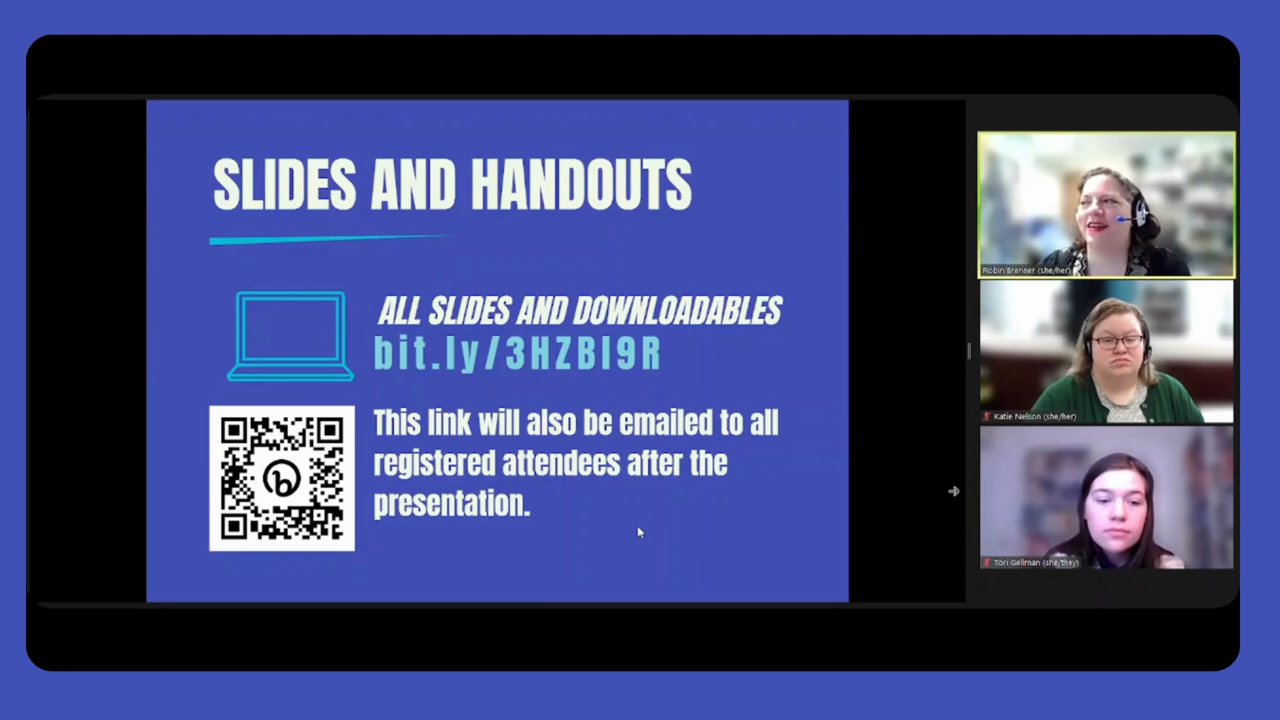 SLIDES AND HANDOUTS
ALL SLIDES AND DOWNLOADABLES
bit.ly/3HZBI9R
This link will also be emailed to all
registered attendees after the
presentation.
Robin Brenner (she/her)
Katie Nelson (she/her)
Tori Gellman (she/they)